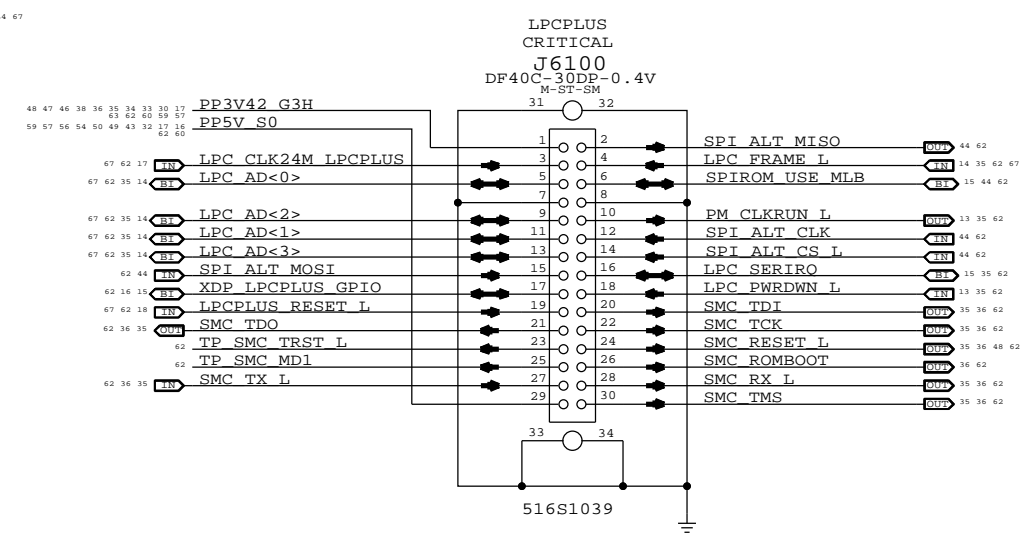 4 67
LPCPLUS
CRITICAL
J6100
DF40C-30DP-0.4V
M-ST-SM
31 32
48 47 46 38 36 35 34 33 30 17 PP3V42_G3H
63 62 60 59 57
59 57 56 54 50 49 43 32 17 16 PP5V_S0
62 60
1 2 SPI_ALT_MISO OUT 44 62
67 62 17 IN LPC_CLK24M_LPCPLUS 3 4 LPC_FRAME_L IN 14 35 62 67
67 62 35 14 BI LPC_AD<0> 5 6 SPIROM_USE_MLB BI 15 44 62
7 8
67 62 35 14 BI LPC_AD<2> 9 10 PM_CLKRUN_L OUT 13 35 62
67 62 35 14 BI LPC_AD<1> 11 12 SPI_ALT_CLK IN 44 62
67 62 35 14 BI LPC_AD<3> 13 14 SPI_ALT_CS_L IN 44 62
62 44 IN SPI_ALT_MOSI 15 16 LPC_SERIRQ BI 15 35 62
62 16 15 BI XDP_LPCPLUS_GPIO 17 18 LPC_PWRDWN_L IN 13 35 62
67 62 18 IN LPCPLUS_RESET_L 19 20 SMC_TDI OUT 35 36 62
62 36 35 OUT SMC_TDO 21 22 SMC_TCK OUT 35 36 62
62 TP_SMC_TRST_L 23 24 SMC_RESET_L OUT 35 36 48 62
62 TP_SMC_MD1 25 26 SMC_ROMBOOT OUT 36 62
62 36 35 IN SMC_TX_L 27 28 SMC_RX_L OUT 35 36 62
29 30 SMC_TMS OUT 35 36 62
33 34
516S1039